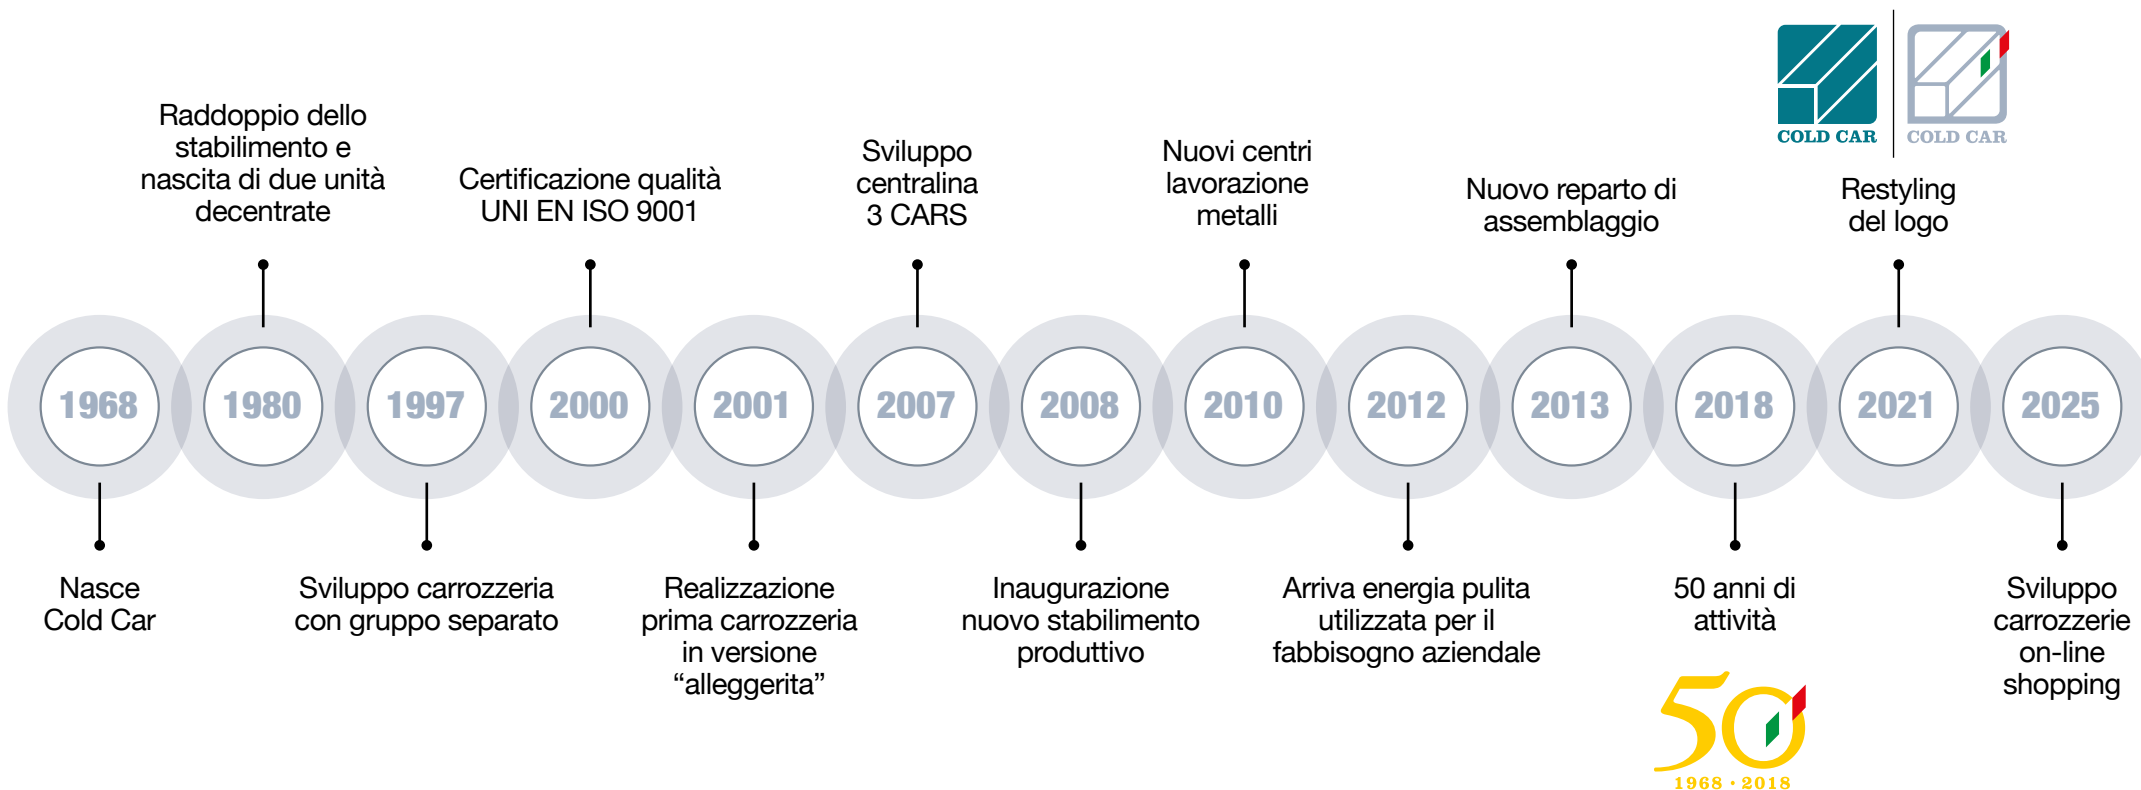 COLD CAR
COLD CAR
Raddoppio dello
stabilimento e
nascita di due unità
decentrate
Certificazione qualità
UNI EN ISO 9001
Sviluppo
centralina
3 CARS
Nuovi centri
lavorazione
metalli
Nuovo reparto di
assemblaggio
Restyling
del logo
1968
1980
1997
2000
2001
2007
2008
2010
2012
2013
2018
2021
2025
Nasce
Cold Car
Sviluppo carrozzeria
con gruppo separato
Realizzazione
prima carrozzeria
in versione
“alleggerita”
Inaugurazione
nuovo stabilimento
produttivo
Arriva energia pulita
utilizzata per il
fabbisogno aziendale
50 anni di
attività
50
1968 · 2018
Sviluppo
carrozzerie
on-line
shopping